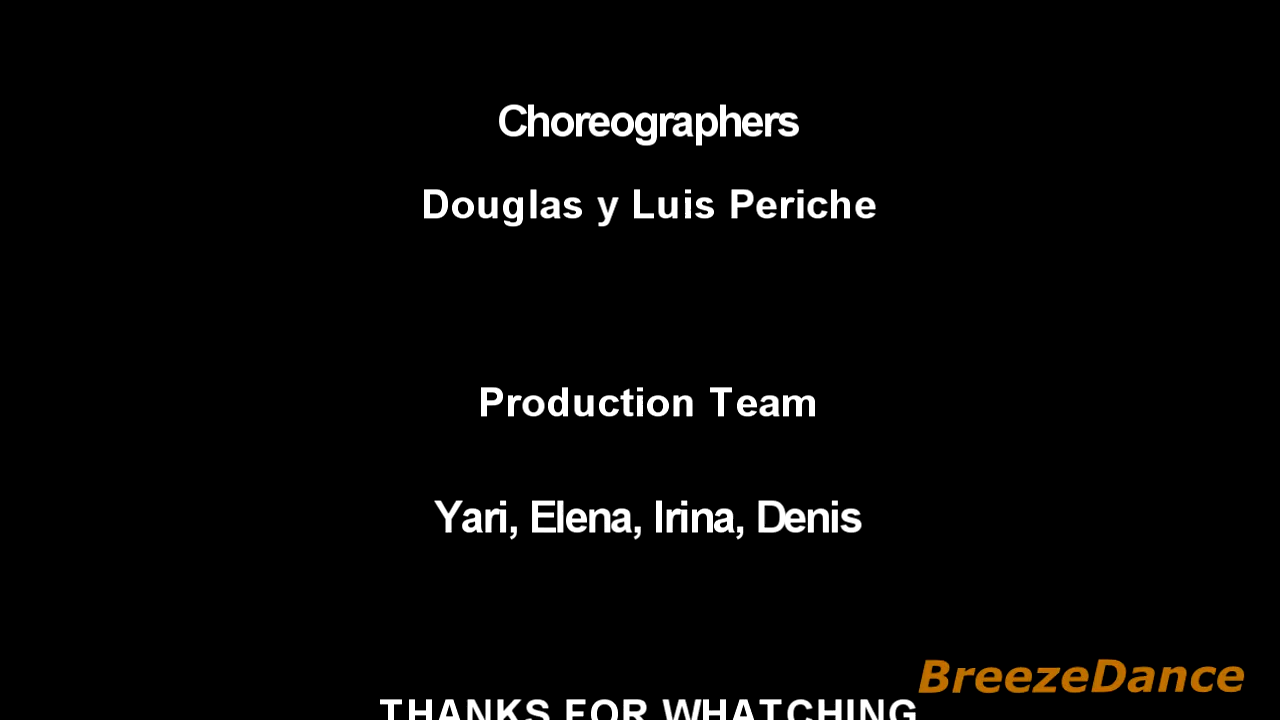 Choreographers
Douglas y Luis Periche
Production Team
Yari, Elena, Irina, Denis
BreezeDance
THANKS FOR WHATCHING